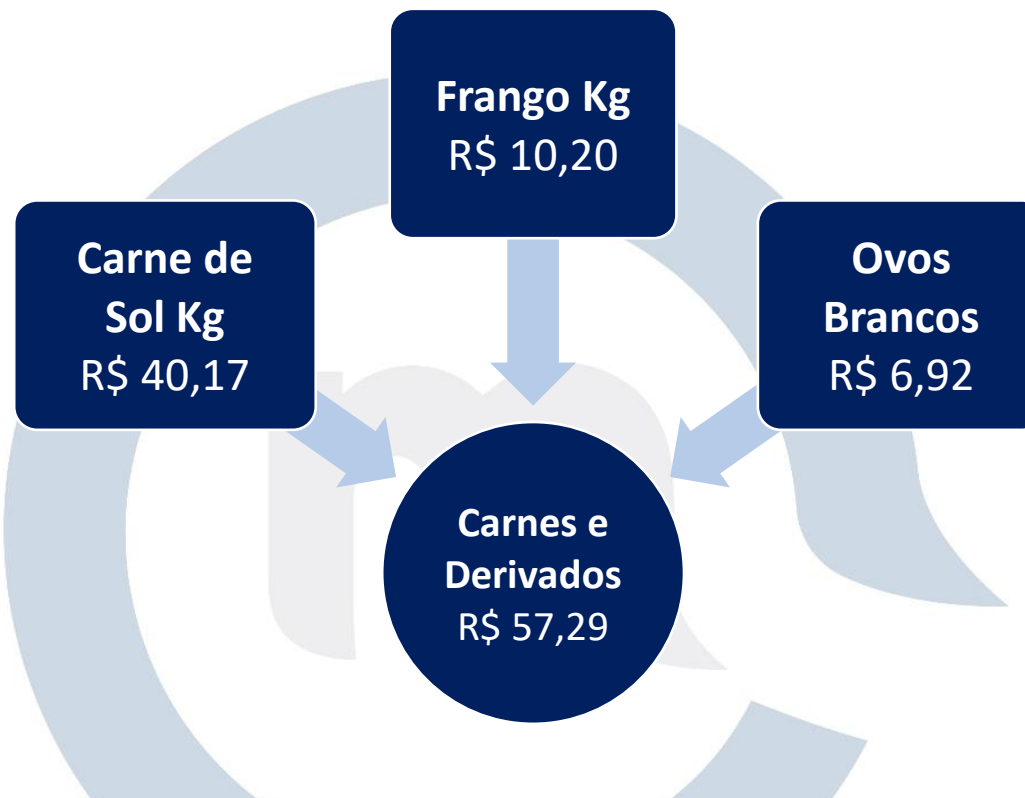 Frango Kg
R$ 10,20
Carne de
Sol Kg
R$ 40,17
Ovos
Brancos
R$ 6,92
Carnes e
Derivados
R$ 57,29